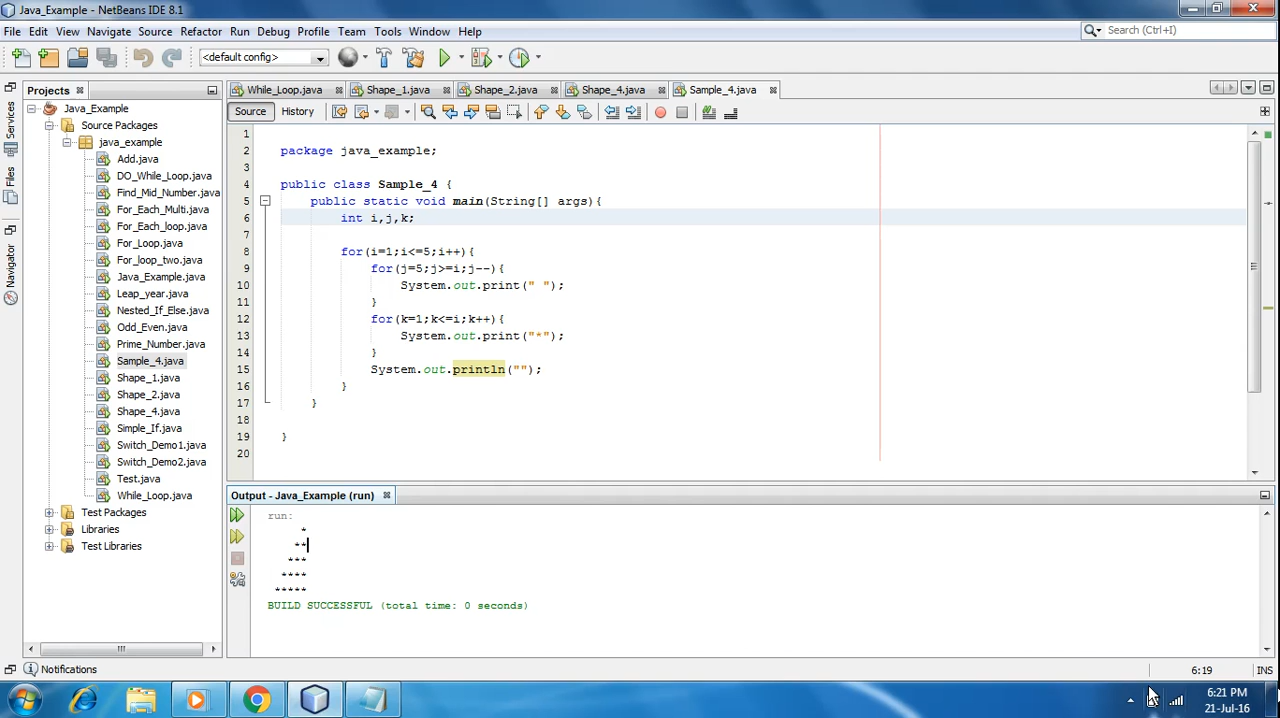 Java_Example - NetBeans IDE 8.1
File Edit View Navigate Source Refactor Run Debug Profile Team Tools Window Help
Search (Ctrl+I)
<default config>
Projects
While_Loop.java Shape_1.java Shape_2.java Shape_4.java Sample_4.java
Source History
Services
Files
Navigator
Java_Example
Source Packages
java_example
Add.java
DO_While_Loop.java
Find_Mid_Number.java
For_Each_Multi.java
For_Each_loop.java
For_Loop.java
For_loop_two.java
Java_Example.java
Leap_year.java
Nested_If_Else.java
Odd_Even.java
Prime_Number.java
Sample_4.java
Shape_1.java
Shape_2.java
Shape_4.java
Simple_If.java
Switch_Demo1.java
Switch_Demo2.java
Test.java
While_Loop.java
Test Packages
Libraries
Test Libraries
1
2 package java_example;
3
4 public class Sample_4 {
5 public static void main(String[] args){
6 int i,j,k;
7
8 for(i=1;i<=5;i++){
9 for(j=5;j>=i;j--){
10 System.out.print(" ");
11 }
12 for(k=1;k<=i;k++){
13 System.out.print("*");
14 }
15 System.out.println("");
16 }
17 }
18
19 }
20
Output - Java_Example (run)
run:
*
**
***
****
*****
BUILD SUCCESSFUL (total time: 0 seconds)
Notifications
6:19 INS
6:21 PM
21-Jul-16